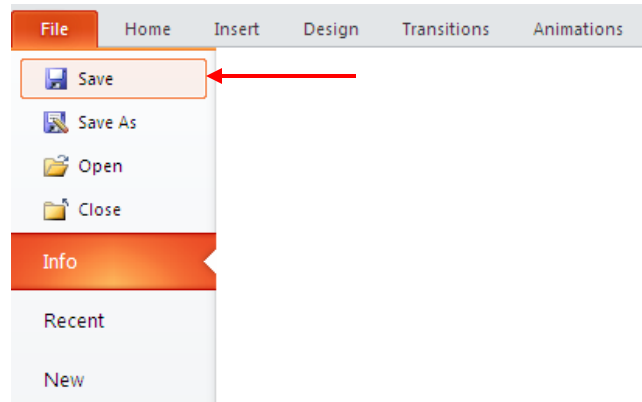 File Home Insert Design Transitions Animations
Save
Save As
Open
Close
Info
Recent
New